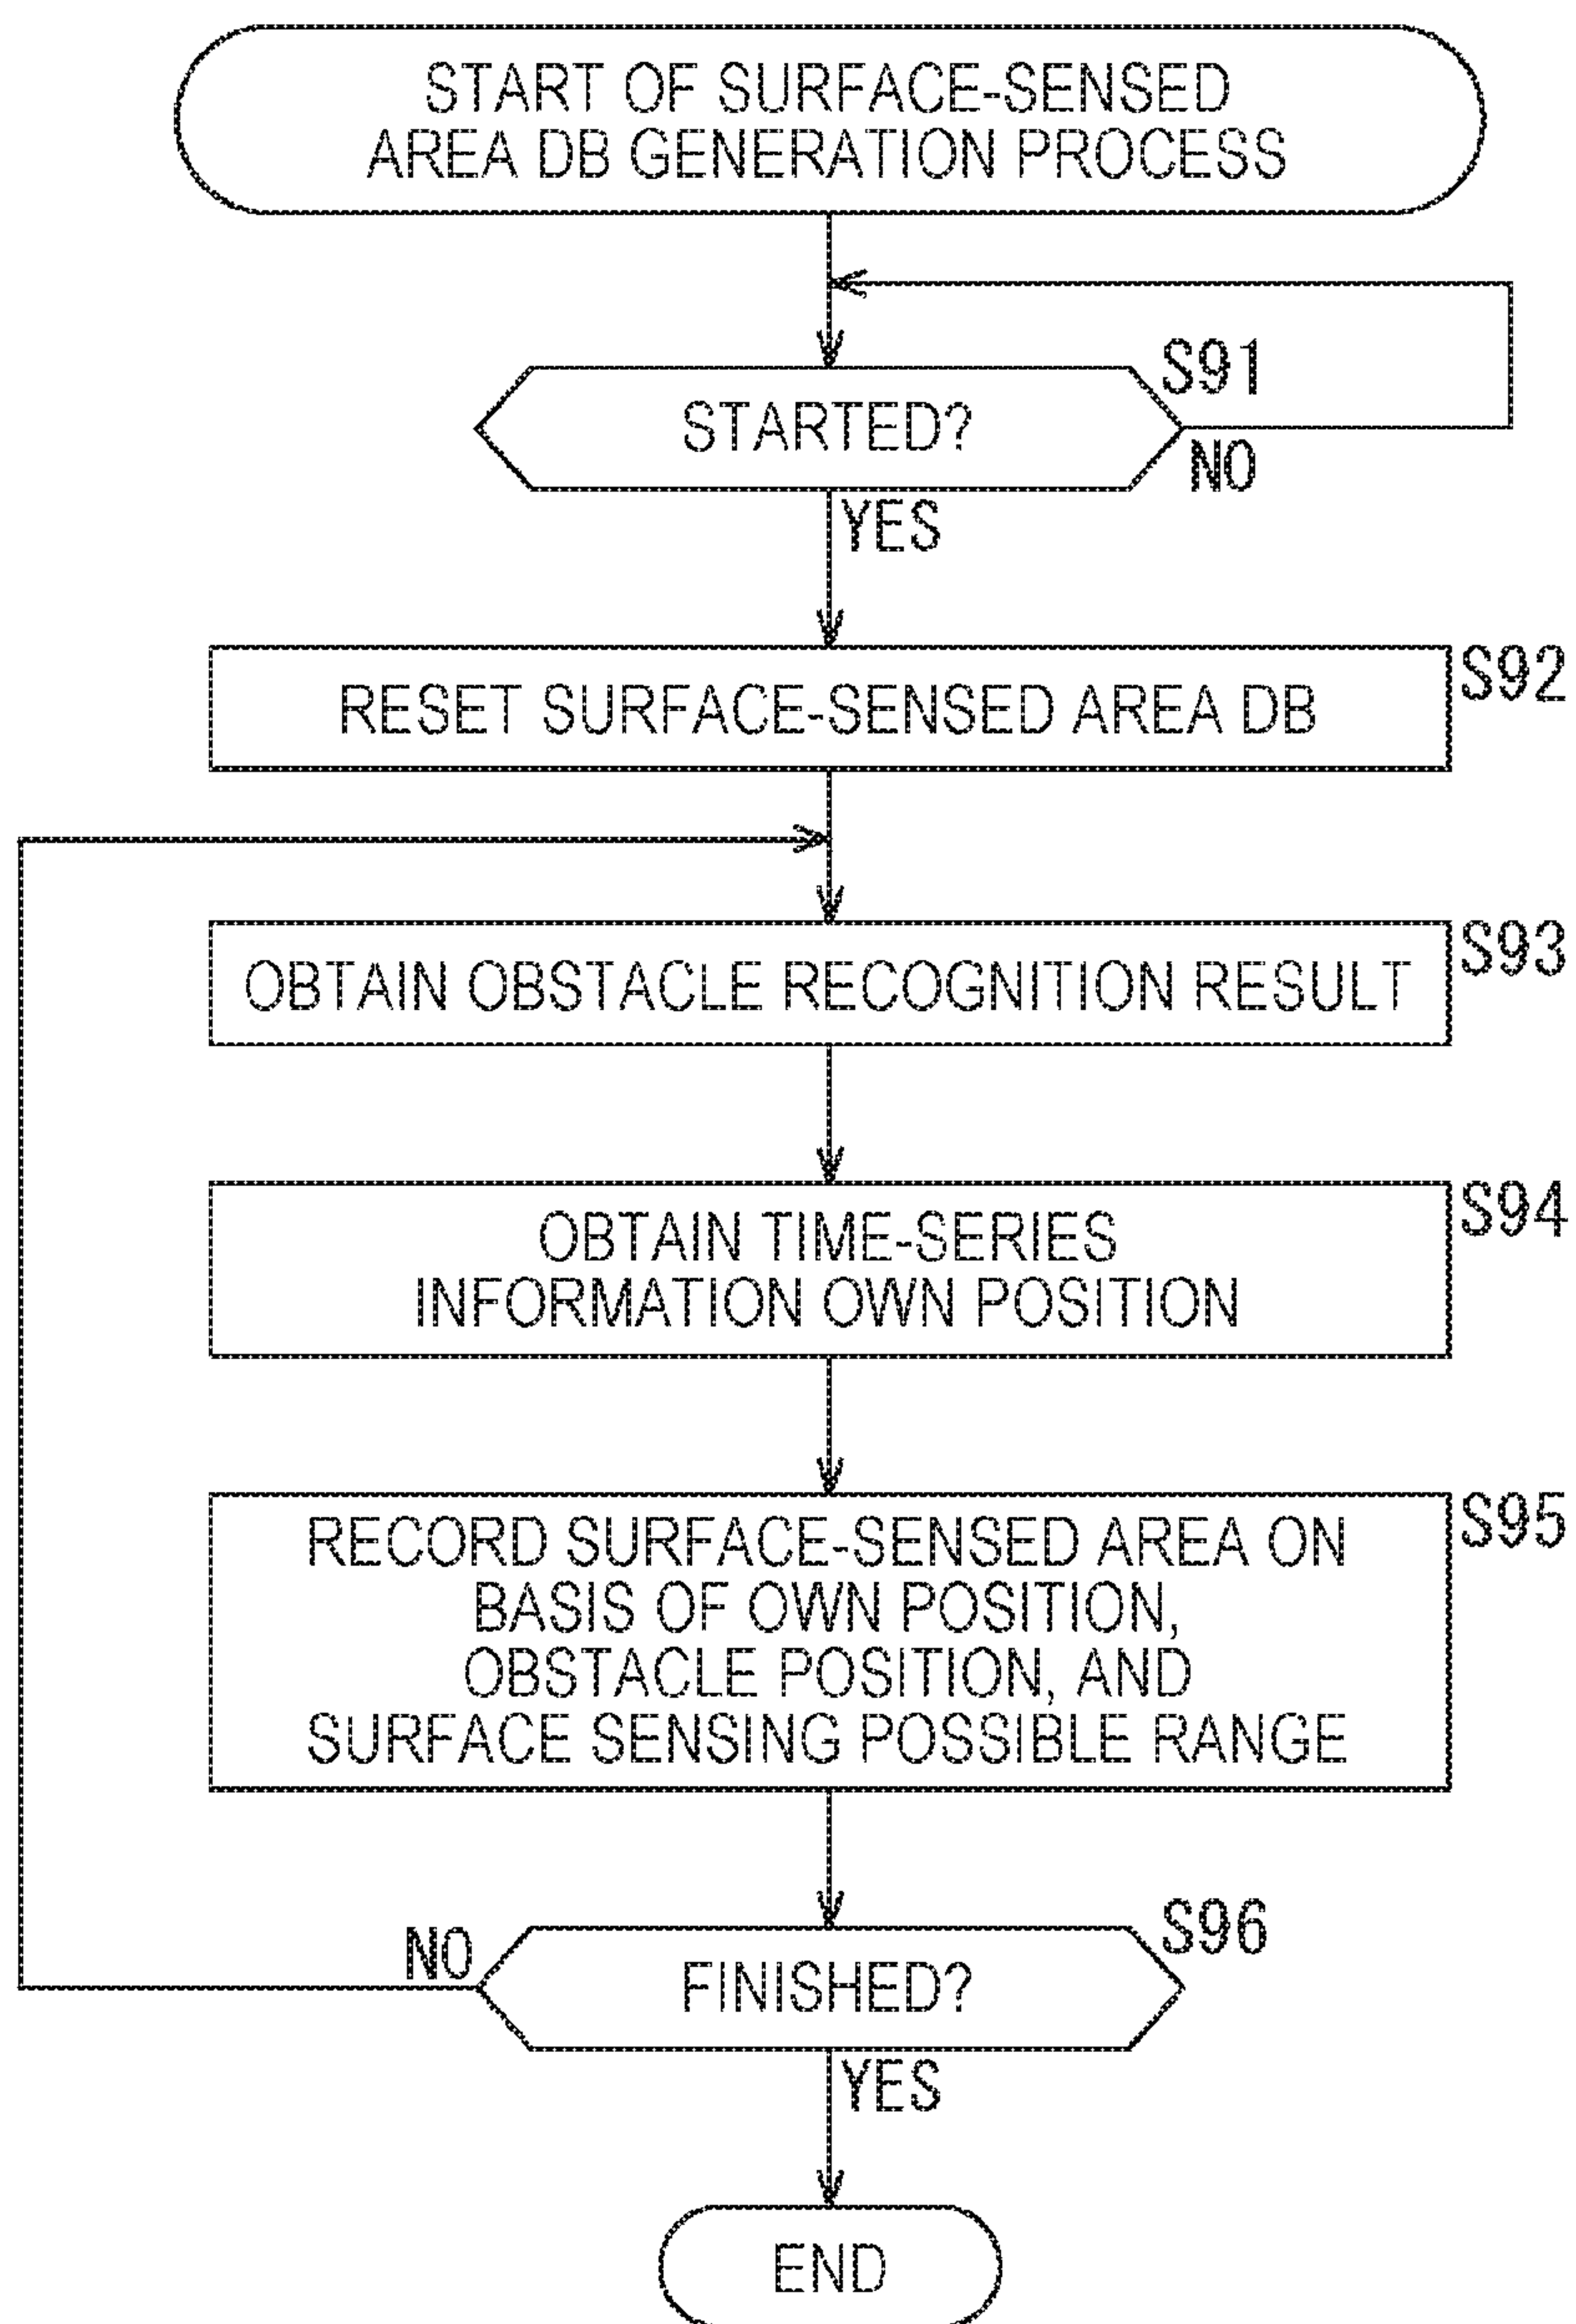 START OF SURFACE-SENSED
AREA DB GENERATION PROCESS
S91
STARTED?
NO
YES
S92
RESET SURFACE-SENSED AREA DB
S93
OBTAIN OBSTACLE RECOGNITION RESULT
S94
OBTAIN TIME-SERIES
INFORMATION OWN POSITION
S95
RECORD SURFACE-SENSED AREA ON
BASIS OF OWN POSITION,
OBSTACLE POSITION, AND
SURFACE SENSING POSSIBLE RANGE
S96
NO
FINISHED?
YES
END